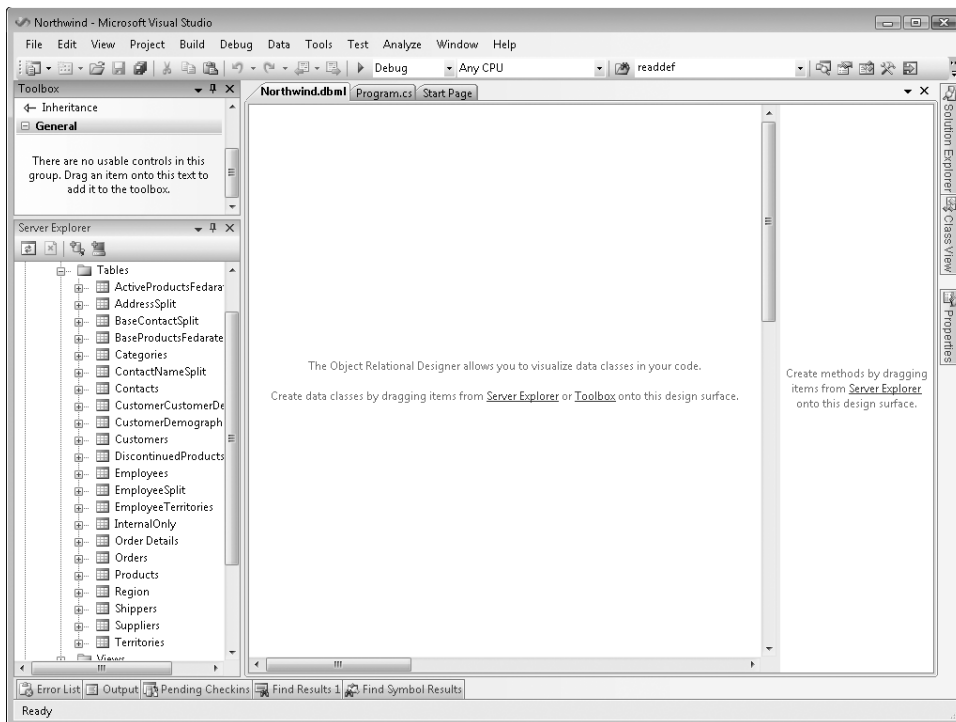 Northwind - Microsoft Visual Studio
File Edit View Project Build Debug Data Tools Test Analyze Window Help
Debug Any CPU readdef
Toolbox
Inheritance
General
There are no usable controls in this
group. Drag an item onto this text to
add it to the toolbox.
Server Explorer
Tables
ActiveProductsFedara
AddressSplit
BaseContactSplit
BaseProductsFedarate
Categories
ContactNameSplit
Contacts
CustomerCustomerDe
CustomerDemograph
Customers
DiscontinuedProducts
Employees
EmployeeSplit
EmployeeTerritories
InternalOnly
Order Details
Orders
Products
Region
Shippers
Suppliers
Territories
Views
Northwind.dbml Program.cs Start Page
The Object Relational Designer allows you to visualize data classes in your code.
Create data classes by dragging items from Server Explorer or Toolbox onto this design surface.
Create methods by dragging
items from Server Explorer
onto this design surface.
Solution Explorer
Class View
Properties
Error List Output Pending Checkins Find Results 1 Find Symbol Results
Ready